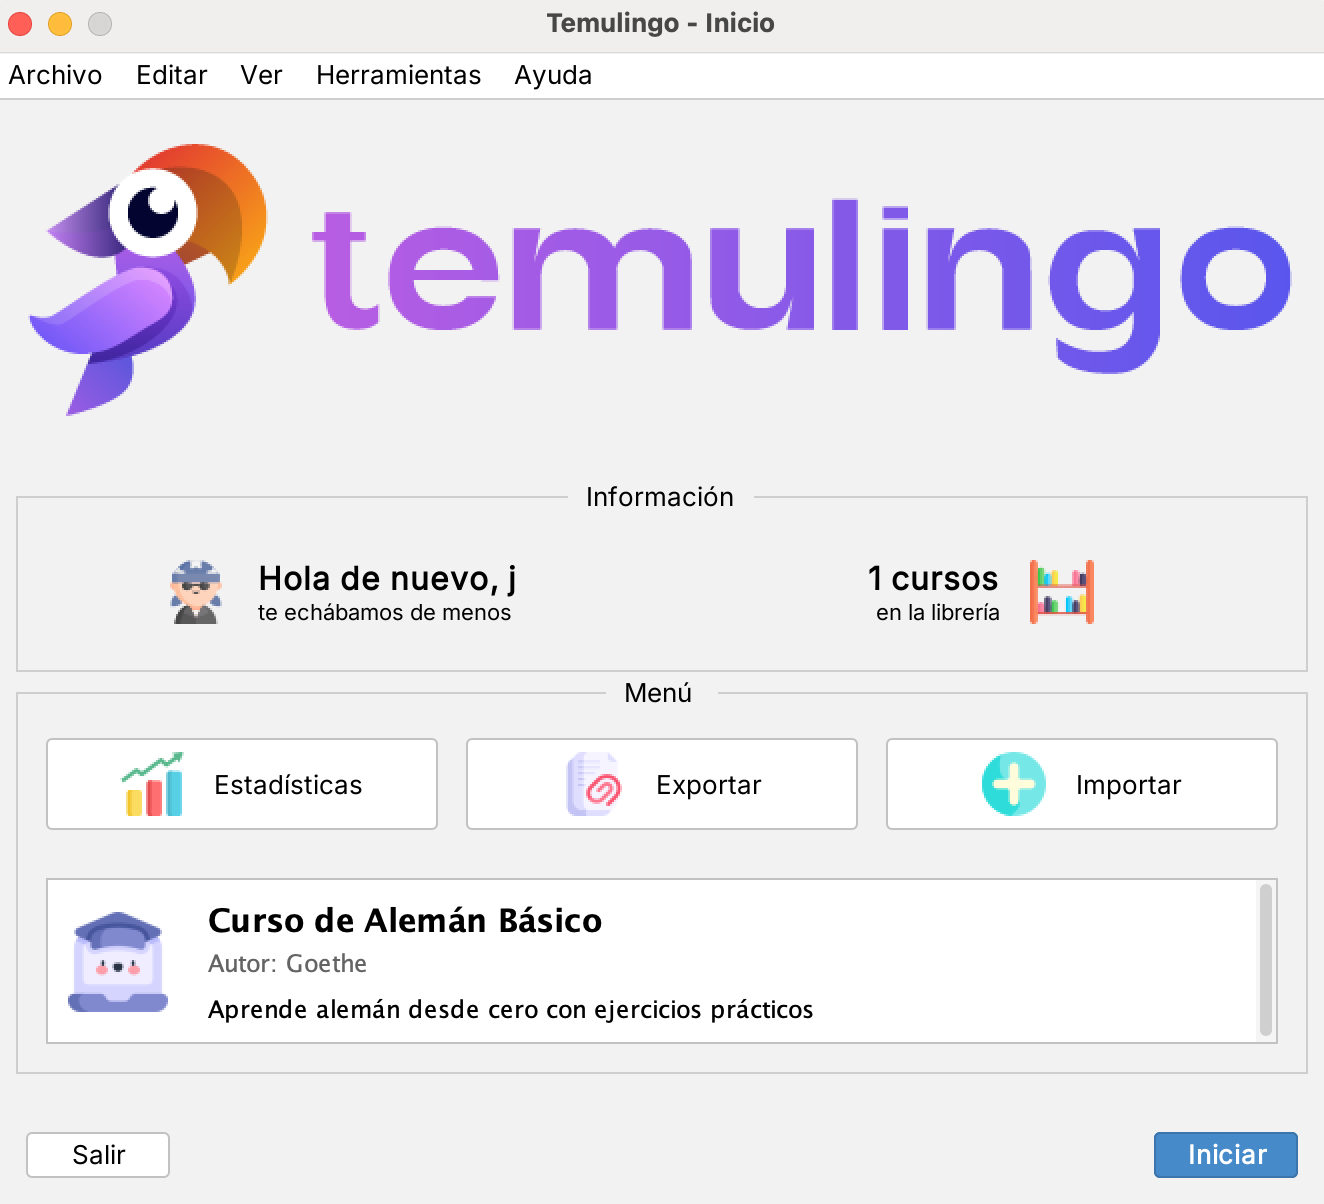 Temulingo - Inicio
Archivo Editar Ver Herramientas Ayuda
temulingo
Información
Hola de nuevo, j
te echábamos de menos
1 cursos
en la librería
Menú
Estadísticas
Exportar
Importar
Curso de Alemán Básico
Autor: Goethe
Aprende alemán desde cero con ejercicios prácticos
Salir
Iniciar